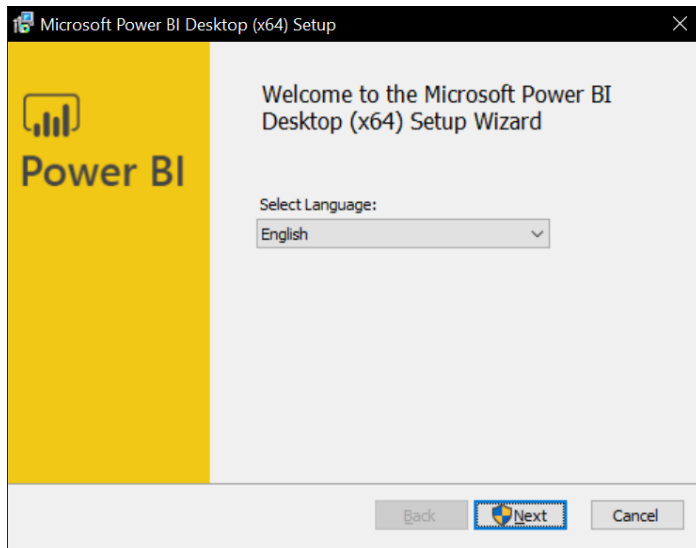 Microsoft Power BI Desktop (x64) Setup
Power BI
Welcome to the Microsoft Power BI
Desktop (x64) Setup Wizard
Select Language:
English
Back
Next
Cancel